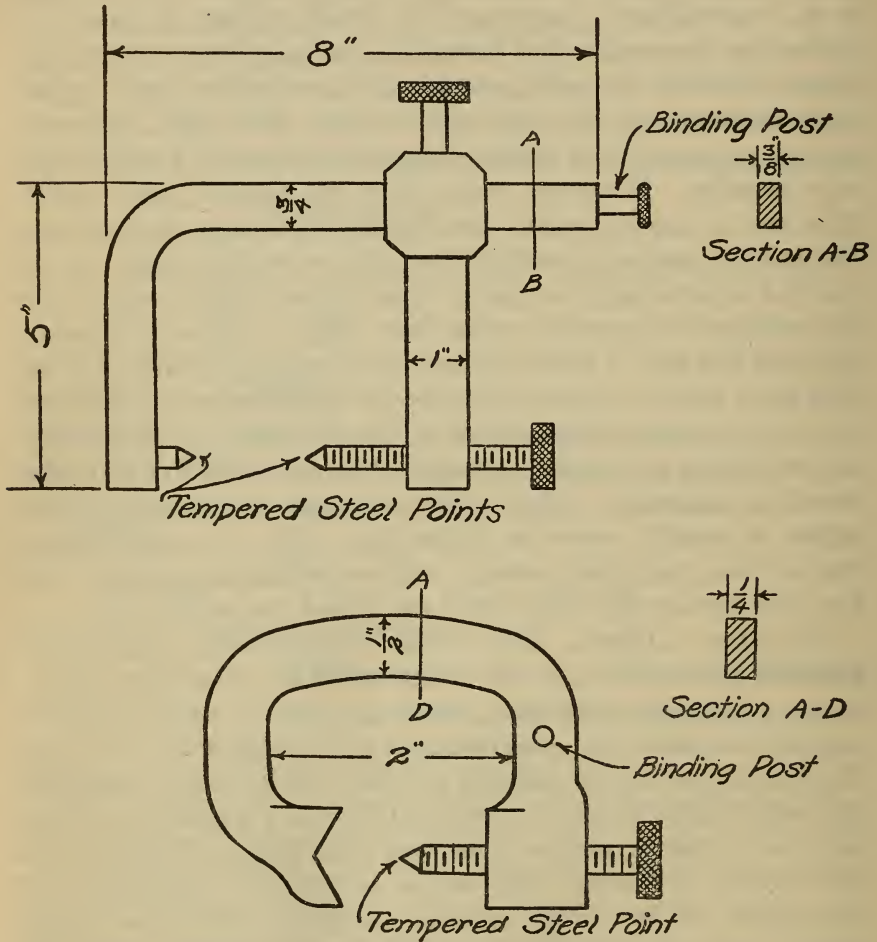 8"
Binding Post
A
3/8"
3/4
Section A-B
B
5"
1"
Tempered Steel Points
A
1/4
1/2"
D
Section A-D
2"
Binding Post
Tempered Steel Point